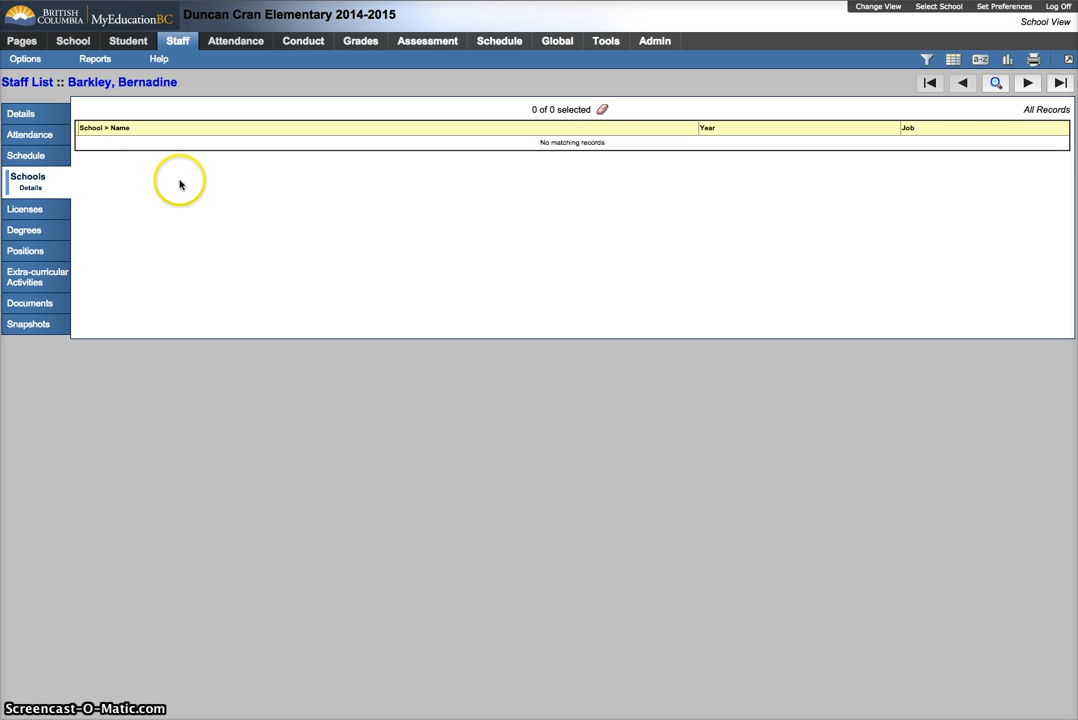 BRITISH
COLUMBIA
MyEducationBC
Duncan Cran Elementary 2014-2015
Change View Select School Set Preferences Log Off
School View
Pages School Student Staff Attendance Conduct Grades Assessment Schedule Global Tools Admin
Options Reports Help
a-z
Staff List :: Barkley, Bernadine
Details
Attendance
Schedule
Schools
Details
Licenses
Degrees
Positions
Extra-curricular
Activities
Documents
Snapshots
0 of 0 selected
All Records
School > Name Year Job
No matching records
Screencast-O-Matic.com